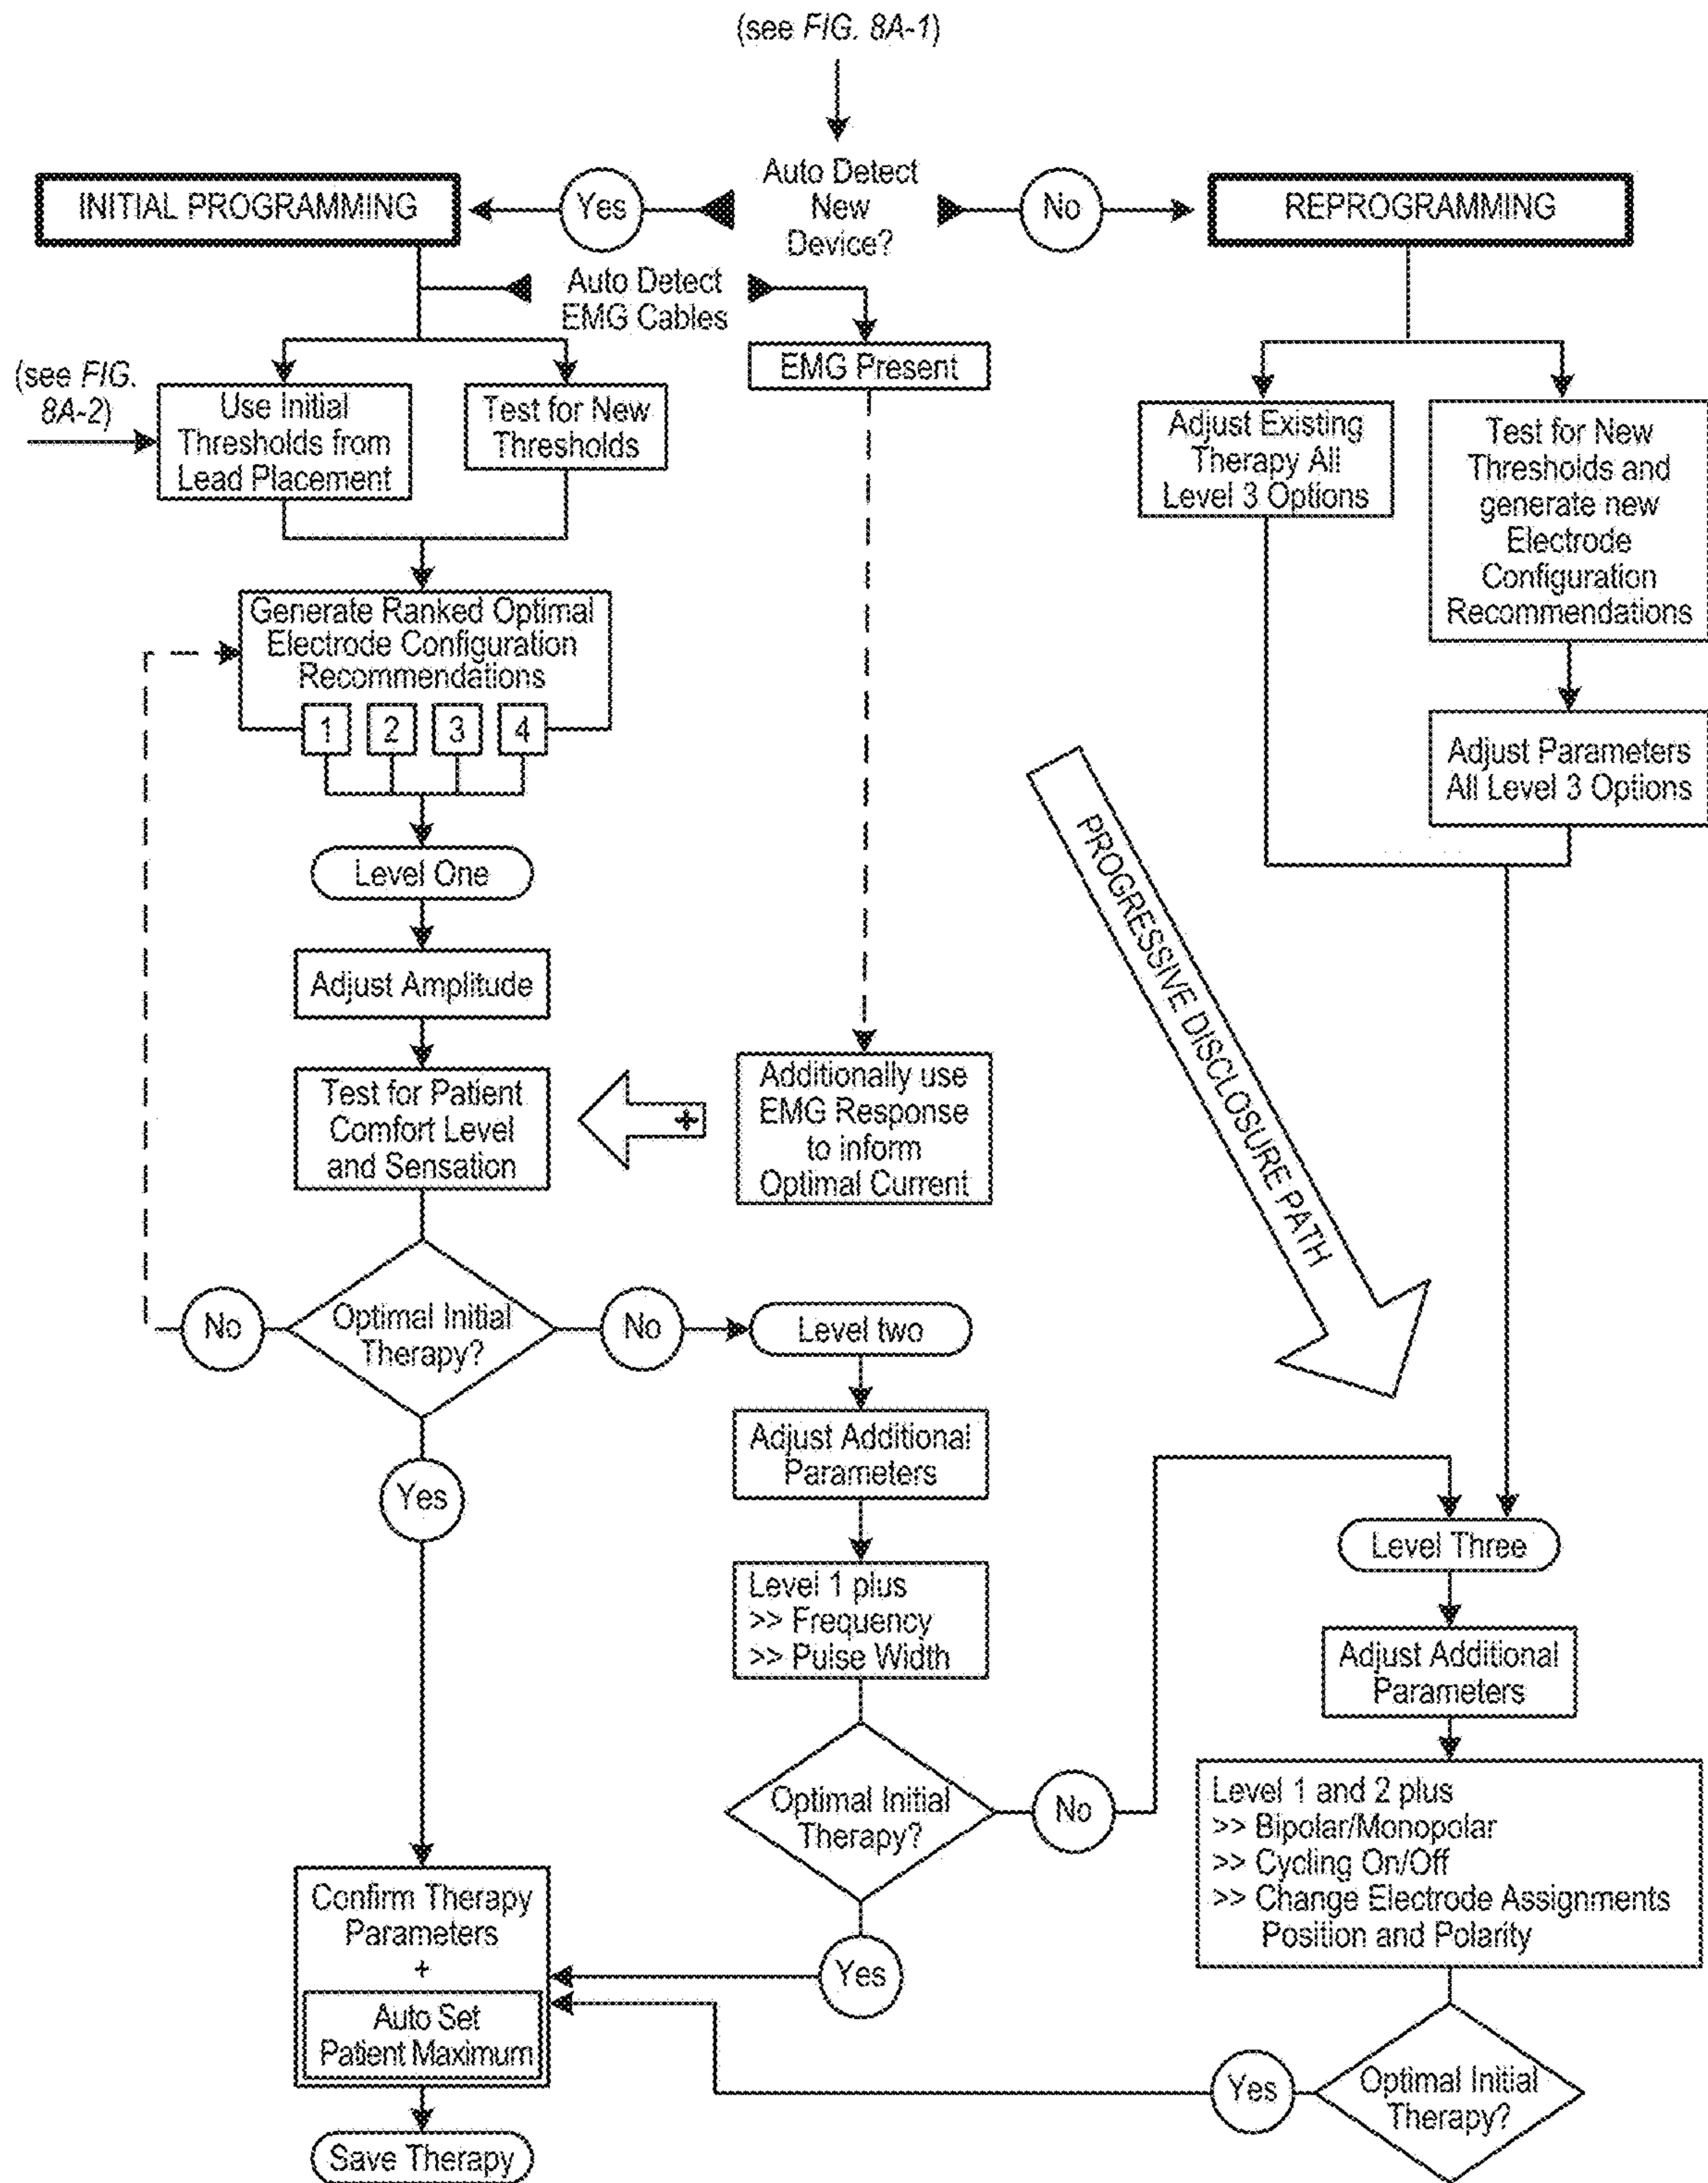 (see FIG. 8A-1)
Auto Detect
New
Device?
Yes
No
INITIAL PROGRAMMING
REPROGRAMMING
Auto Detect
EMG Cables
EMG Present
(see FIG.
8A-2)
Use Initial
Thresholds from
Lead Placement
Test for New
Thresholds
Adjust Existing
Therapy All
Level 3 Options
Test for New
Thresholds and
generate new
Electrode
Configuration
Recommendations
Generate Ranked Optimal
Electrode Configuration
Recommendations
1 2 3 4
Adjust Parameters
All Level 3 Options
PROGRESSIVE DISCLOSURE PATH
Level One
Adjust Amplitude
Test for Patient
Comfort Level
and Sensation
+
Additionally use
EMG Response
to inform
Optimal Current
No
Optimal Initial
Therapy?
No
Level two
Yes
Adjust Additional
Parameters
Level 1 plus
>> Frequency
>> Pulse Width
Optimal Initial
Therapy?
No
Yes
Level Three
Adjust Additional
Parameters
Level 1 and 2 plus
>> Bipolar/Monopolar
>> Cycling On/Off
>> Change Electrode Assignments
Position and Polarity
Optimal Initial
Therapy?
Yes
Confirm Therapy
Parameters
+
Auto Set
Patient Maximum
Save Therapy